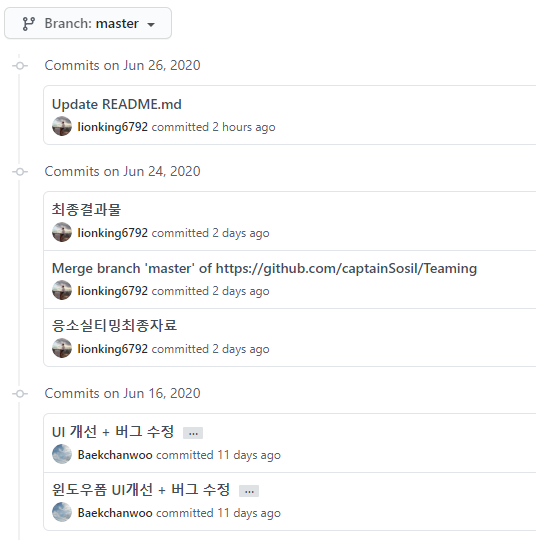 Branch: master
Commits on Jun 26, 2020
Update README.md
lionking6792 committed 2 hours ago
Commits on Jun 24, 2020
최종결과물
lionking6792 committed 2 days ago
Merge branch 'master' of https://github.com/captainSosil/Teaming
lionking6792 committed 2 days ago
응소실티밍최종자료
lionking6792 committed 2 days ago
Commits on Jun 16, 2020
UI 개선 + 버그 수정 ...
Baekchanwoo committed 11 days ago
윈도우폼 UI개선 + 버그 수정 ...
Baekchanwoo committed 11 days ago